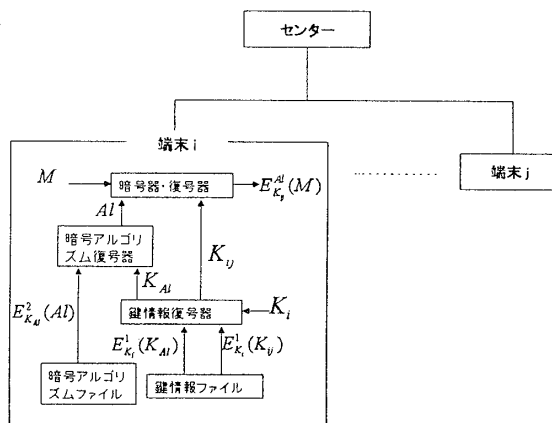 センター
端末 i
端末 j
M
暗号器・復号器
E^{Al}_{K_{ij}}(M)
Al
暗号アルゴリ
ズム復号器
K_{ij}
K_{Al}
鍵情報復号器
K_i
E^2_{K_{Al}}(Al)
E^1_{K_i}(K_{Al})
E^1_{K_i}(K_{ij})
暗号アルゴリ
ズムファイル
鍵情報ファイル